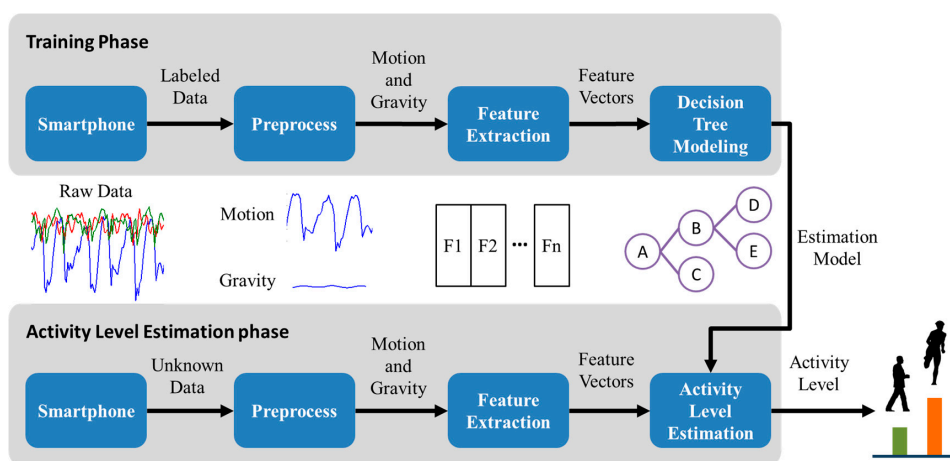 Training Phase
Labeled
Data
Motion
and
Gravity
Feature
Vectors
Smartphone
Preprocess
Feature
Extraction
Decision
Tree
Modeling
Raw Data
Motion
Gravity
F1
F2
•••
Fn
A
B
C
D
E
Estimation
Model
Activity Level Estimation phase
Unknown
Data
Motion
and
Gravity
Feature
Vectors
Activity
Level
Smartphone
Preprocess
Feature
Extraction
Activity
Level
Estimation